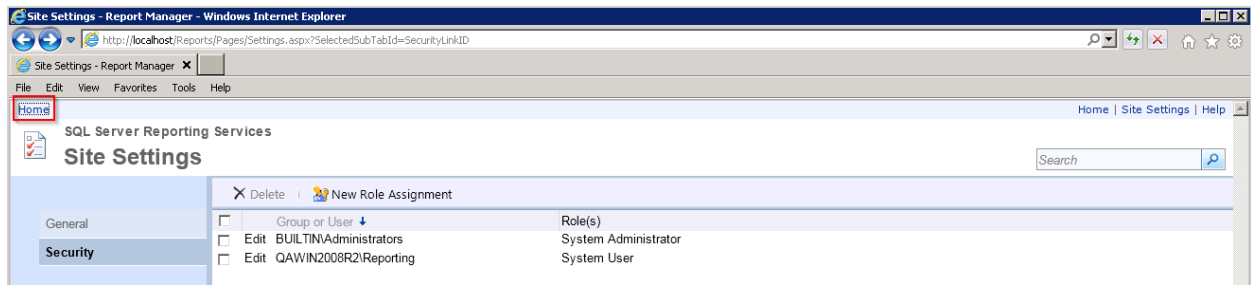 Site Settings - Report Manager - Windows Internet Explorer
http://localhost/Reports/Pages/Settings.aspx?SelectedSubTabId=SecurityLinkID
Site Settings - Report Manager
File Edit View Favorites Tools Help
Home Home | Site Settings | Help
SQL Server Reporting Services
Site Settings
Search
Delete New Role Assignment
General Group or User Role(s)
Edit BUILTIN\Administrators System Administrator
Security
Edit QAWIN2008R2\Reporting System User